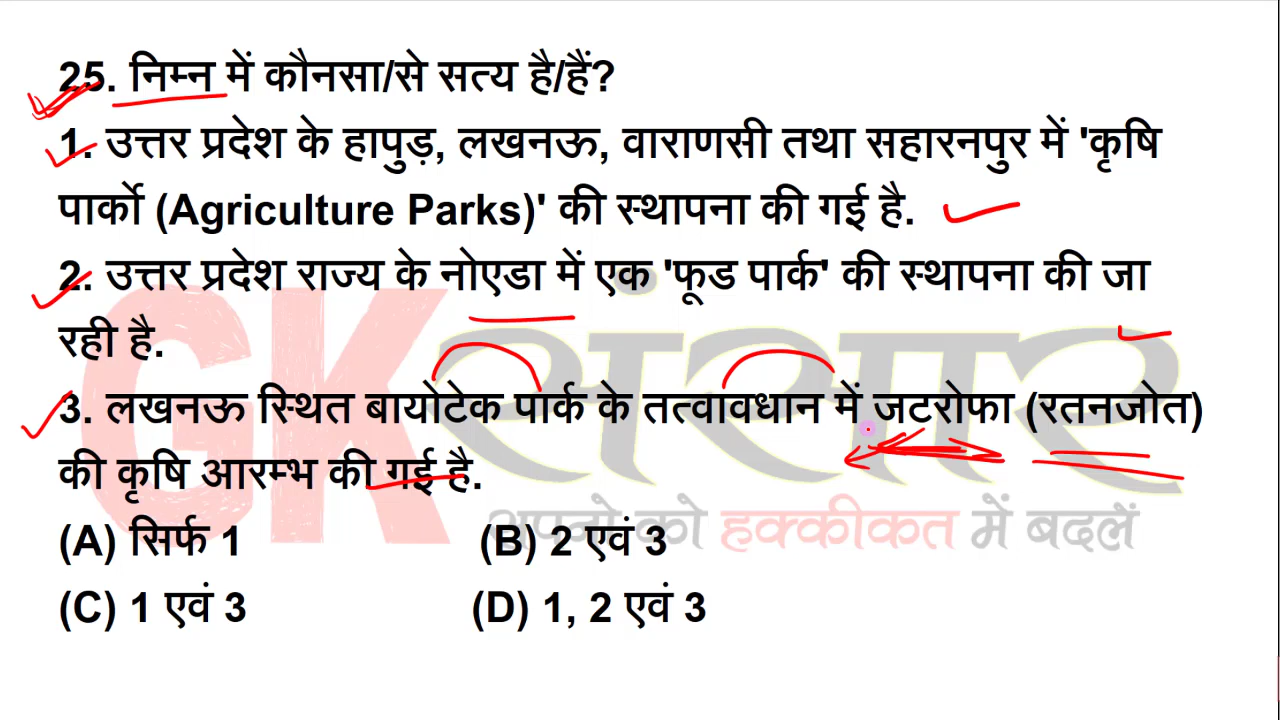 25. निम्न में कौनसा/से सत्य है/हैं?
1. उत्तर प्रदेश के हापुड़, लखनऊ, वाराणसी तथा सहारनपुर में 'कृषि
पार्को (Agriculture Parks)' की स्थापना की गई है.
2. उत्तर प्रदेश राज्य के नोएडा में एक 'फूड पार्क' की स्थापना की जा
रही है.
3. लखनऊ स्थित बायोटेक पार्क के तत्वावधान में जटरोफा (रतनजोत)
की कृषि आरम्भ की गई है.
(A) सिर्फ 1 (B) 2 एवं 3
(C) 1 एवं 3 (D) 1, 2 एवं 3
GK संसार
अपनो को हक्कीकत में बदलें